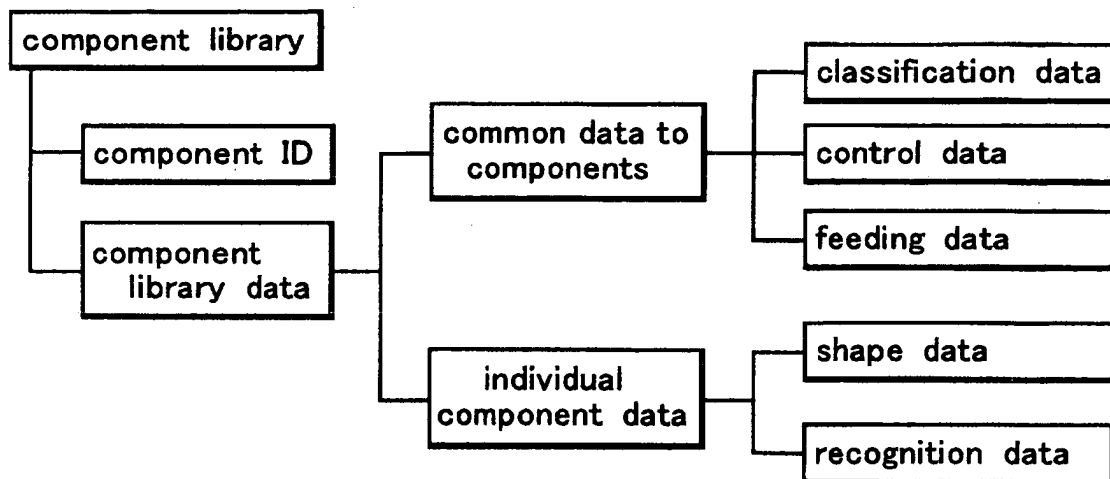 component library
component ID
component
library data
common data to
components
classification data
control data
feeding data
individual
component data
shape data
recognition data